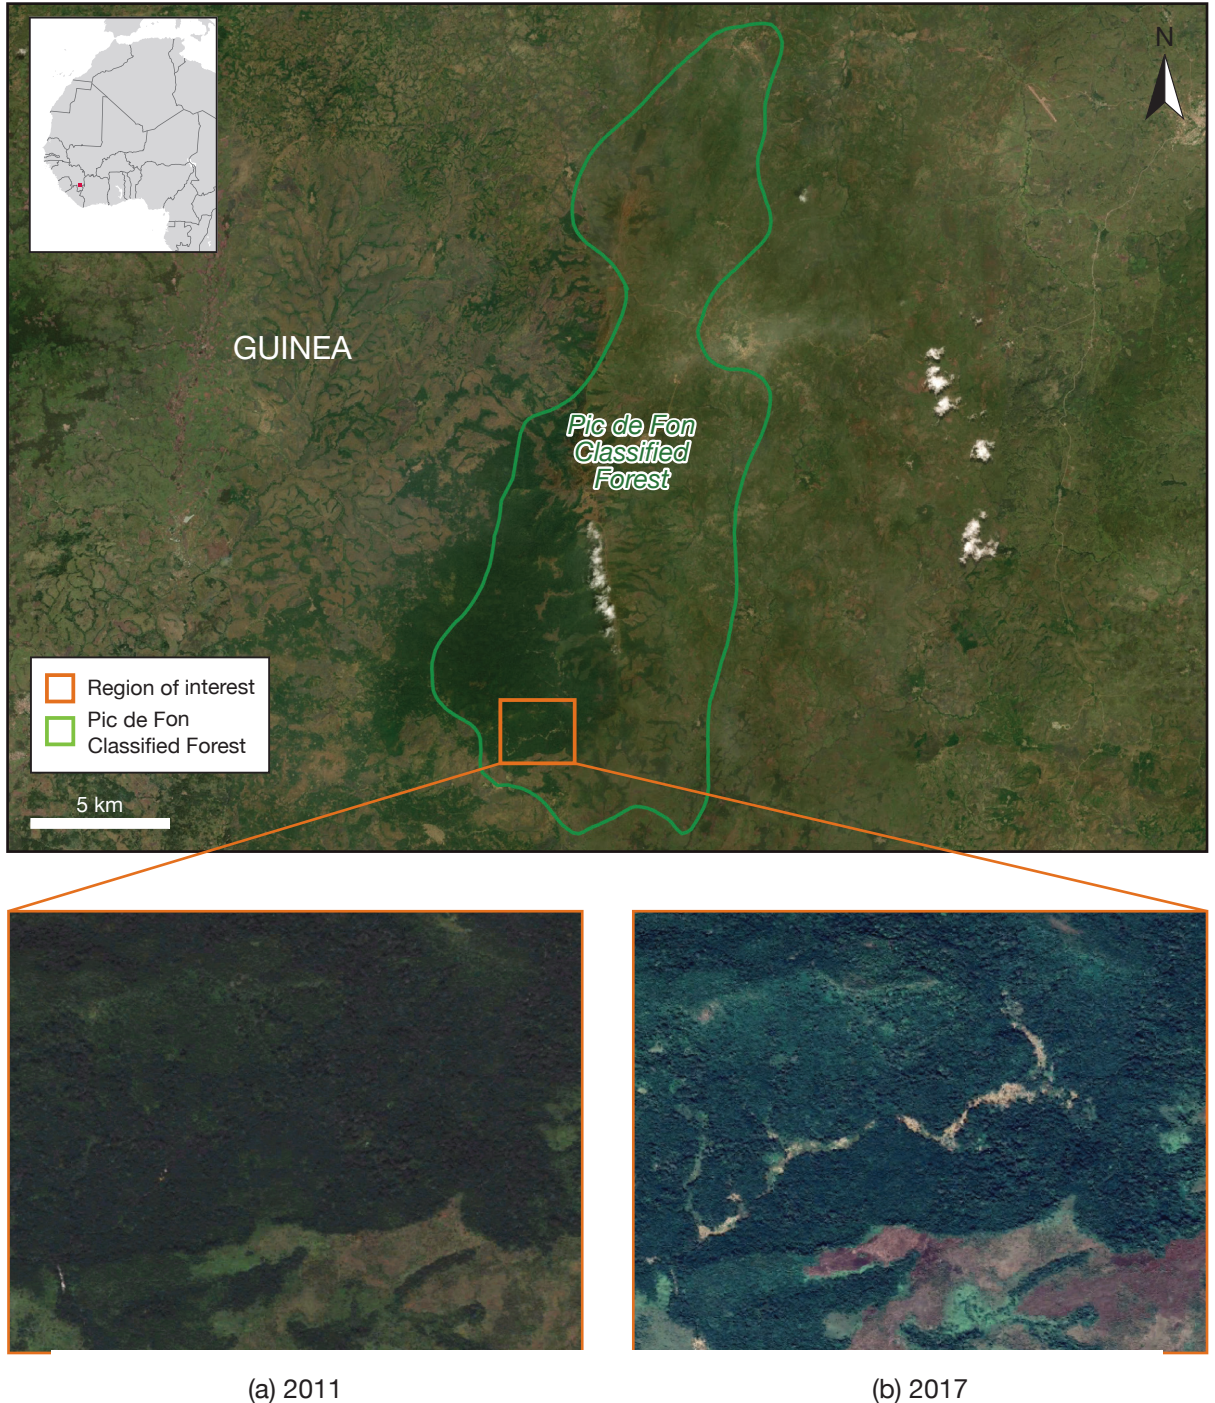 N
GUINEA
Pic de Fon
Classified
Forest
Region of interest
Pic de Fon
Classified Forest
5 km
(a) 2011
(b) 2017